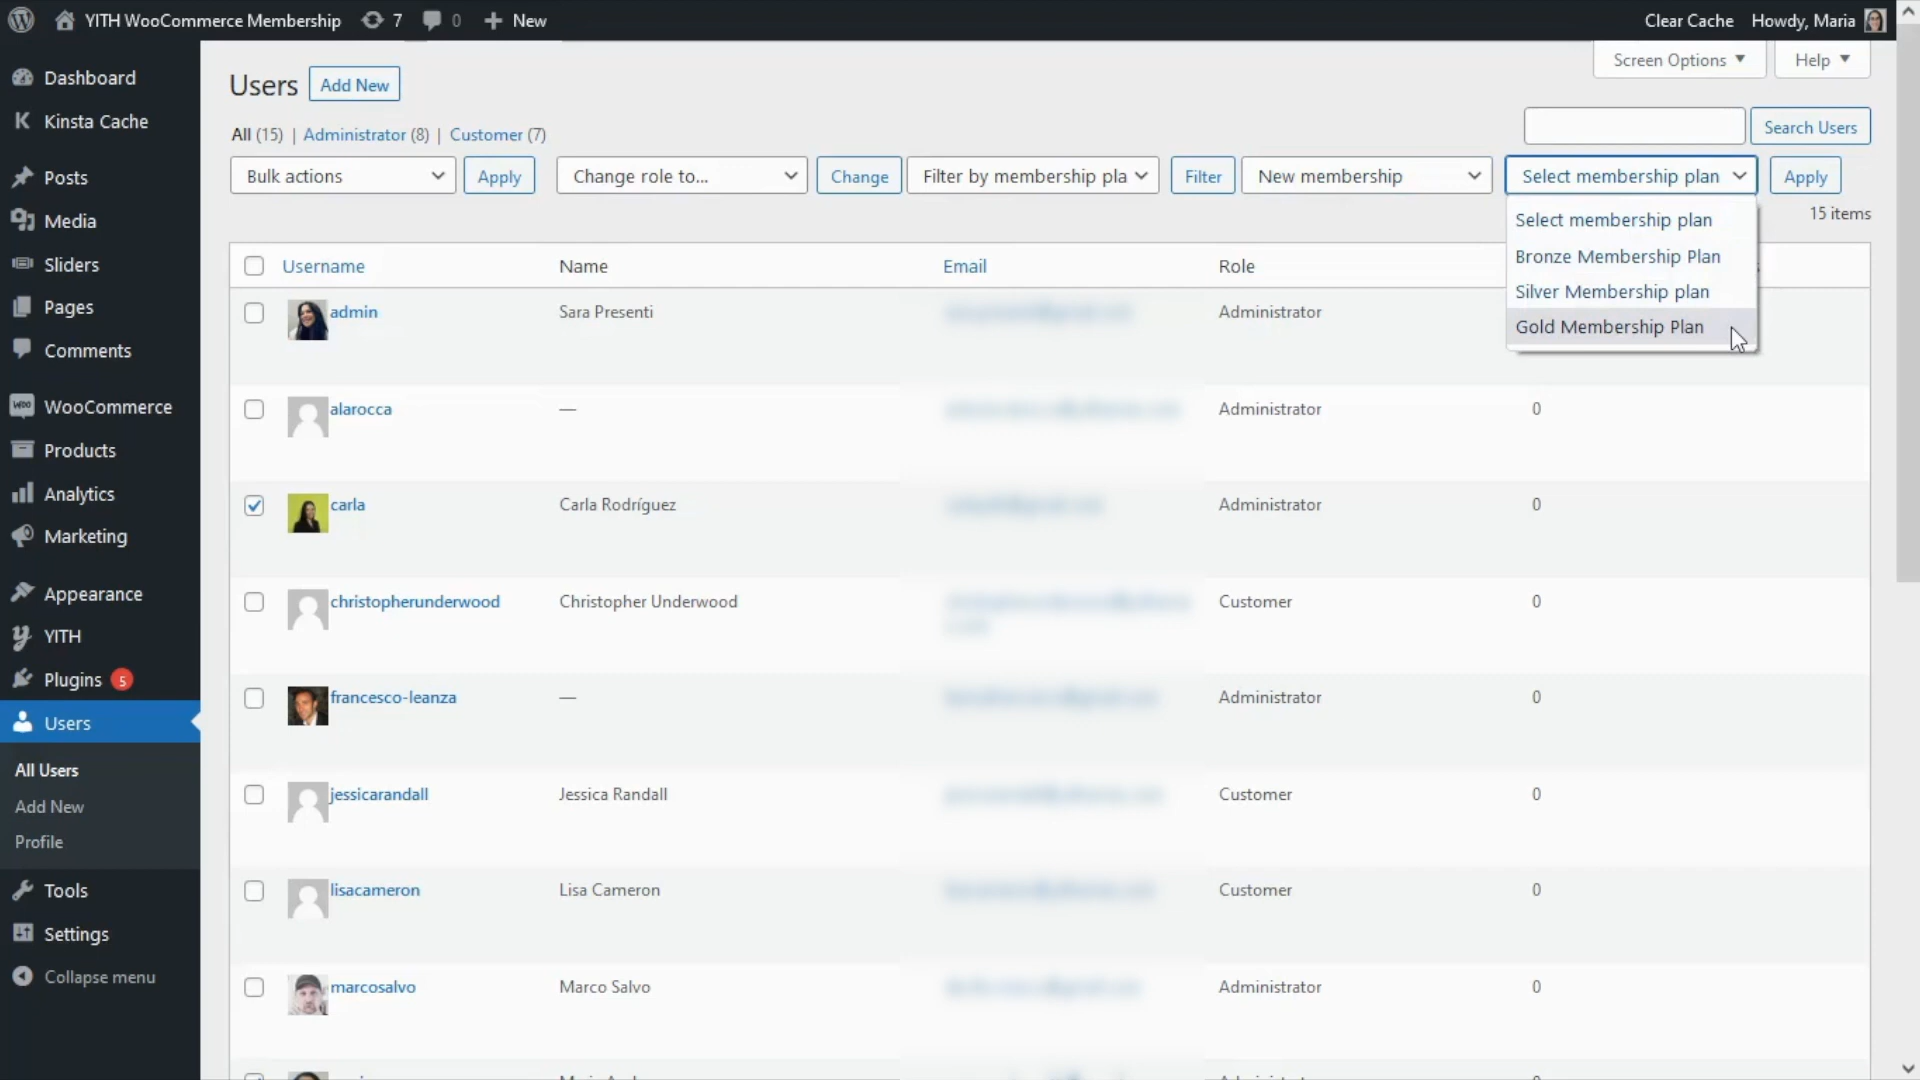 YITH WooCommerce Membership 7 0 New Clear Cache Howdy, Maria
Dashboard
Kinsta Cache
Posts
Media
Sliders
Pages
Comments
WooCommerce
Products
Analytics
Marketing
Appearance
YITH
Plugins 5
Users
All Users
Add New
Profile
Tools
Settings
Collapse menu
Screen Options Help
Users Add New
All (15) | Administrator (8) | Customer (7)
Search Users
Bulk actions Apply Change role to... Change Filter by membership pla Filter New membership Select membership plan Apply
15 items
Select membership plan
Bronze Membership Plan
Silver Membership plan
Gold Membership Plan
Username Name Email Role
admin Sara Presenti Administrator
alarocca — Administrator 0
carla Carla Rodríguez Administrator 0
christopherunderwood Christopher Underwood Customer 0
francesco-leanza — Administrator 0
jessicarandall Jessica Randall Customer 0
lisacameron Lisa Cameron Customer 0
marcosalvo Marco Salvo Administrator 0